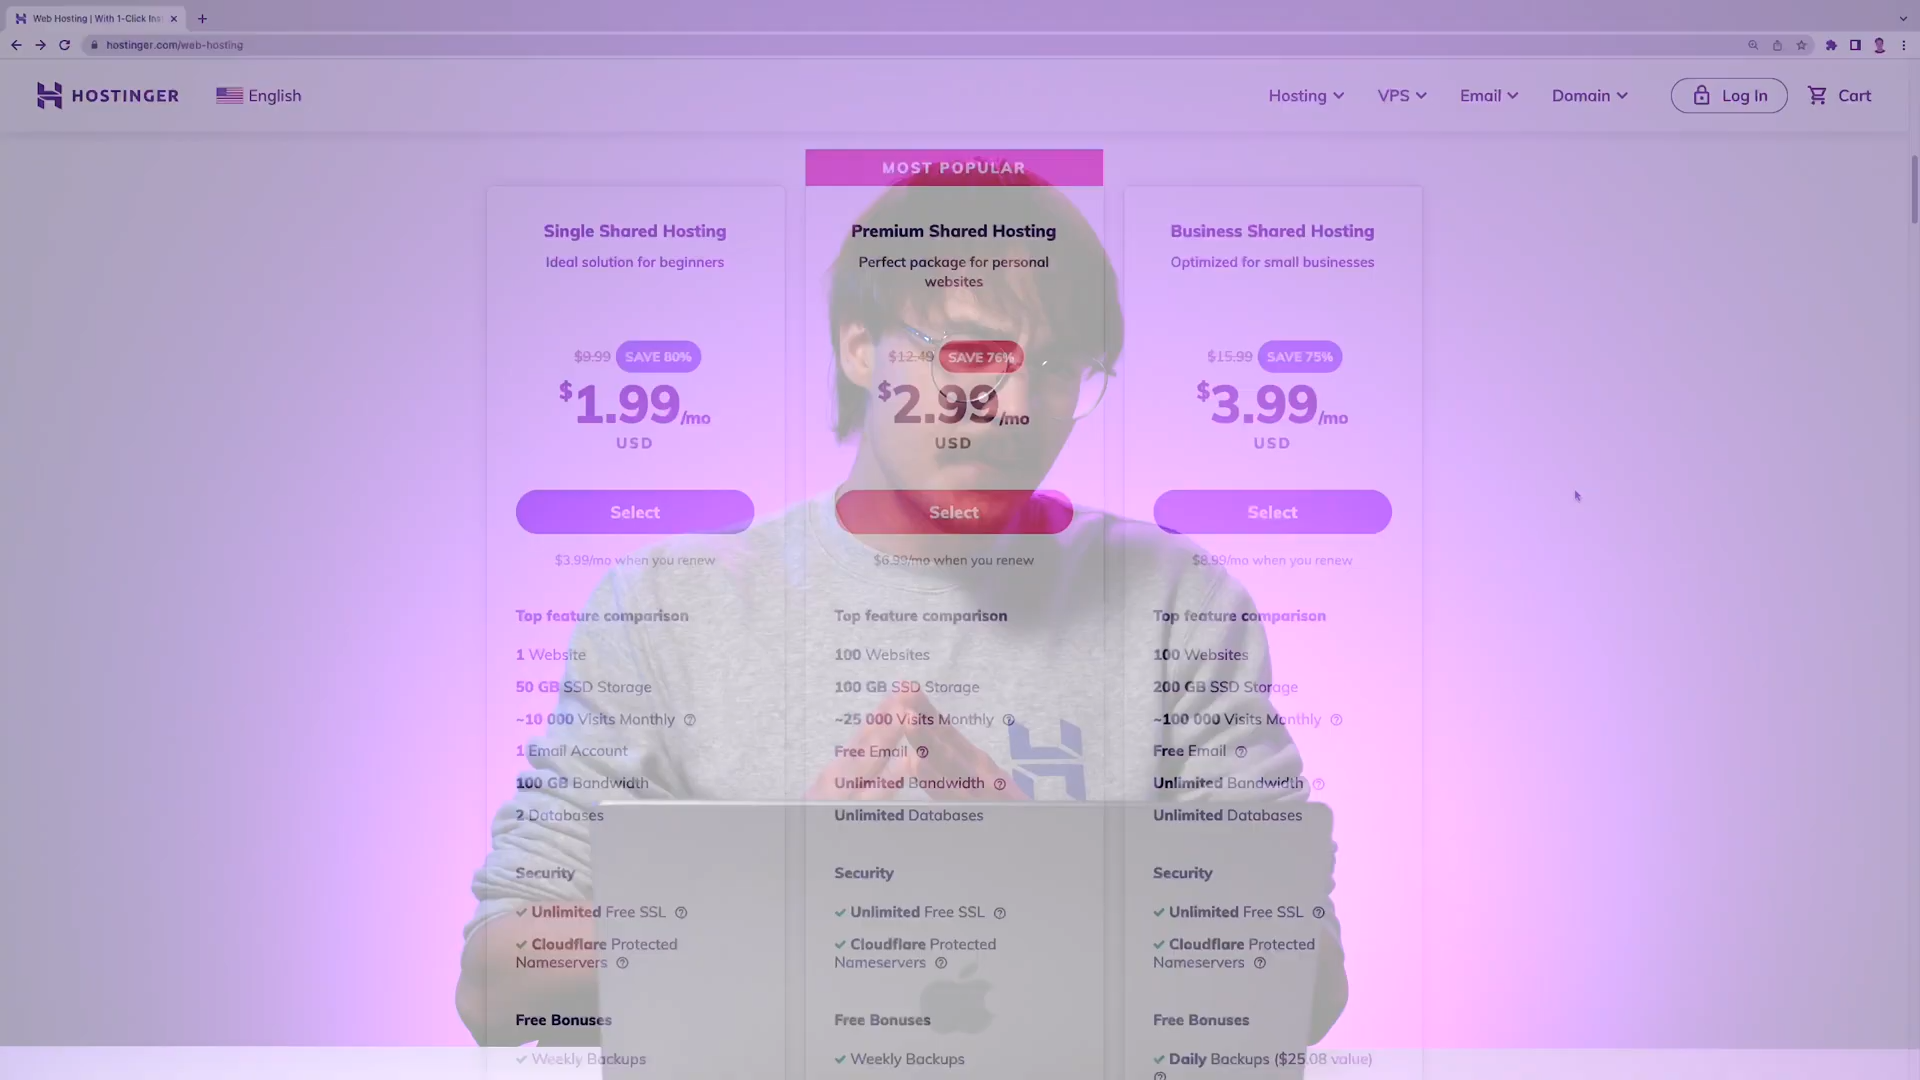 Web Hosting | With 1-Click Ins
hostinger.com/web-hosting
HOSTINGER
English
Hosting
VPS
Email
Domain
Log In
Cart
MOST POPULAR
Single Shared Hosting
Ideal solution for beginners
$9.99 SAVE 80%
$1.99/mo
USD
Select
$3.99/mo when you renew
Top feature comparison
1 Website
50 GB SSD Storage
~10 000 Visits Monthly
1 Email Account
100 GB Bandwidth
2 Databases
Security
Unlimited Free SSL
Cloudflare Protected
Nameservers
Free Bonuses
Weekly Backups
Premium Shared Hosting
Perfect package for personal
websites
$12.49 SAVE 76%
$2.99/mo
USD
Select
$6.99/mo when you renew
Top feature comparison
100 Websites
100 GB SSD Storage
~25 000 Visits Monthly
Free Email
Unlimited Bandwidth
Unlimited Databases
Security
Unlimited Free SSL
Cloudflare Protected
Nameservers
Free Bonuses
Weekly Backups
Business Shared Hosting
Optimized for small businesses
$15.99 SAVE 75%
$3.99/mo
USD
Select
$8.99/mo when you renew
Top feature comparison
100 Websites
200 GB SSD Storage
~100 000 Visits Monthly
Free Email
Unlimited Bandwidth
Unlimited Databases
Security
Unlimited Free SSL
Cloudflare Protected
Nameservers
Free Bonuses
Daily Backups ($25.08 value)